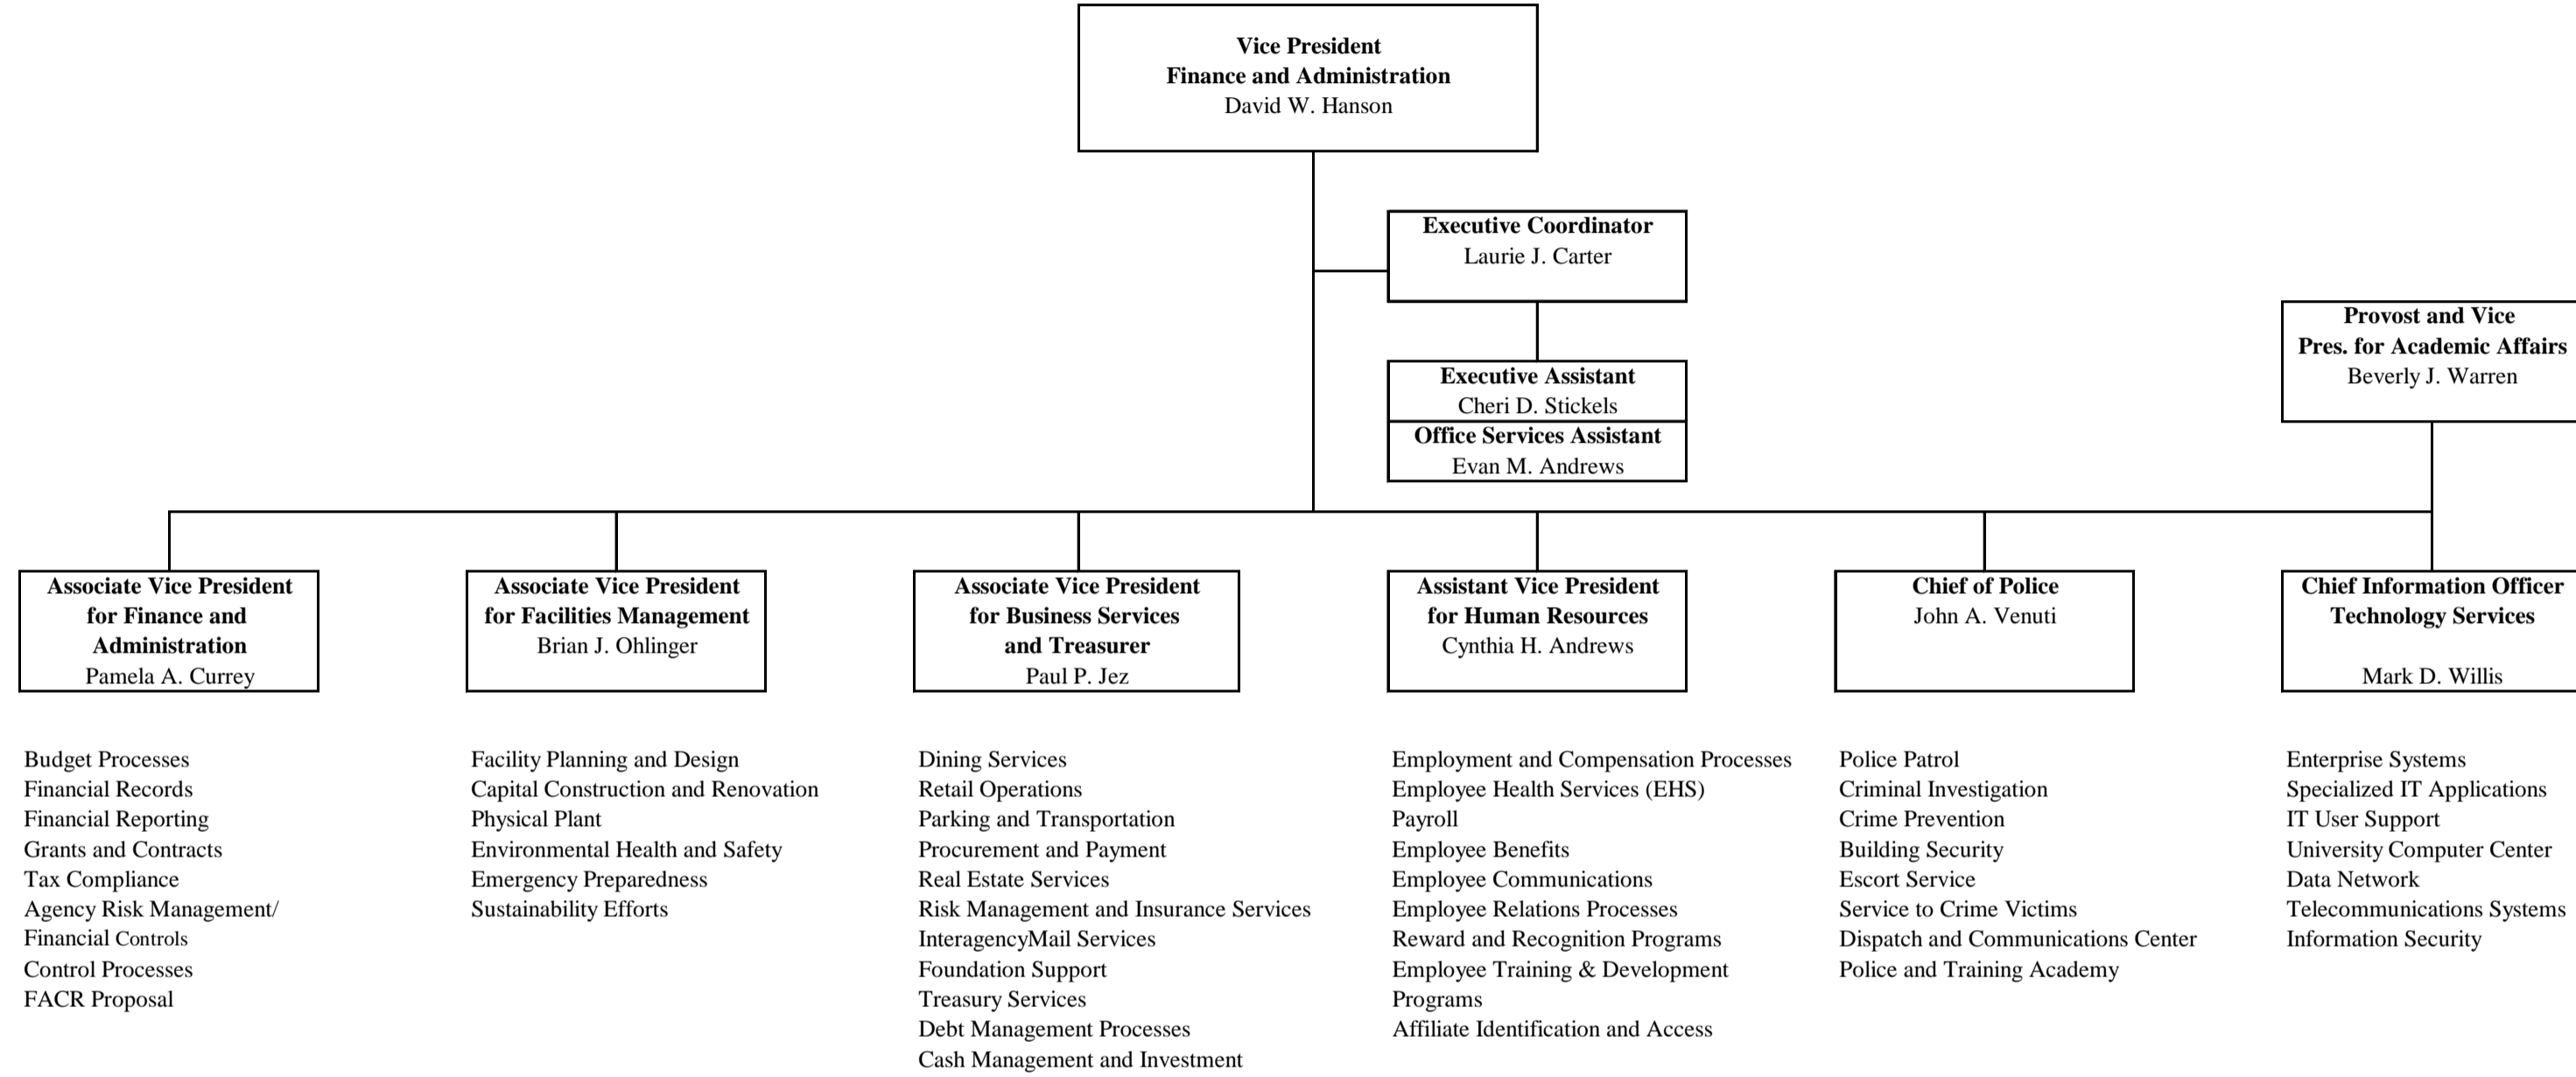 Vice President
Finance and Administration
David W. Hanson
Executive Coordinator
Laurie J. Carter
Executive Assistant
Cheri D. Stickels
Office Services Assistant
Evan M. Andrews
Provost and Vice
Pres. for Academic Affairs
Beverly J. Warren
Associate Vice President
for Finance and
Administration
Pamela A. Currey
Associate Vice President
for Facilities Management
Brian J. Ohlinger
Associate Vice President
for Business Services
and Treasurer
Paul P. Jez
Assistant Vice President
for Human Resources
Cynthia H. Andrews
Chief of Police
John A. Venuti
Chief Information Officer
Technology Services
Mark D. Willis
Budget Processes
Financial Records
Financial Reporting
Grants and Contracts
Tax Compliance
Agency Risk Management/
Financial Controls
Control Processes
FACR Proposal
Facility Planning and Design
Capital Construction and Renovation
Physical Plant
Environmental Health and Safety
Emergency Preparedness
Sustainability Efforts
Dining Services
Retail Operations
Parking and Transportation
Procurement and Payment
Real Estate Services
Risk Management and Insurance Services
InteragencyMail Services
Foundation Support
Treasury Services
Debt Management Processes
Cash Management and Investment
Employment and Compensation Processes
Employee Health Services (EHS)
Payroll
Employee Benefits
Employee Communications
Employee Relations Processes
Reward and Recognition Programs
Employee Training & Development
Programs
Affiliate Identification and Access
Police Patrol
Criminal Investigation
Crime Prevention
Building Security
Escort Service
Service to Crime Victims
Dispatch and Communications Center
Police and Training Academy
Enterprise Systems
Specialized IT Applications
IT User Support
University Computer Center
Data Network
Telecommunications Systems
Information Security